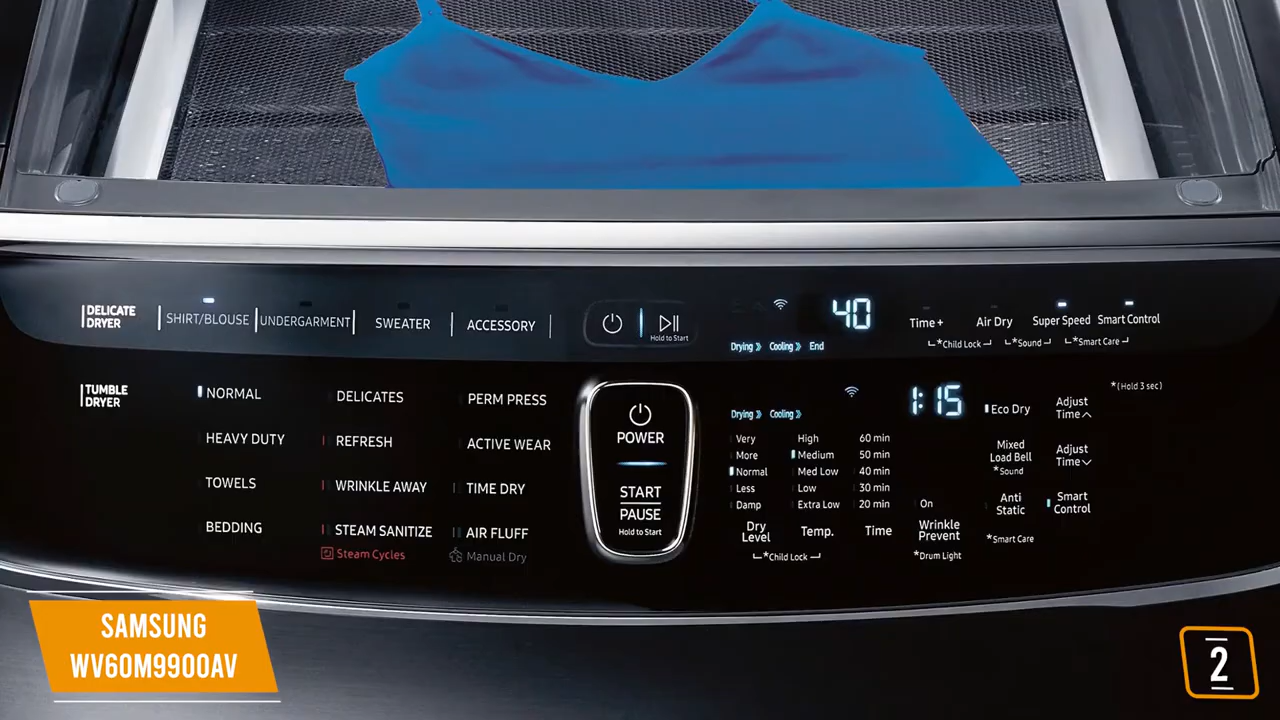 DELICATE
DRYER
SHIRT/BLOUSE
UNDERGARMENT
SWEATER
ACCESSORY
Hold to Start
40
Drying
Cooling
End
Time+
Air Dry
Super Speed
Smart Control
*Child Lock
*Sound
*Smart Care
TUMBLE
DRYER
NORMAL
HEAVY DUTY
TOWELS
BEDDING
DELICATES
REFRESH
WRINKLE AWAY
STEAM SANITIZE
Steam Cycles
PERM PRESS
ACTIVE WEAR
TIME DRY
AIR FLUFF
Manual Dry
POWER
START
PAUSE
Hold to Start
Drying
Cooling
1:15
*(Hold 3 sec)
Very
More
Normal
Less
Damp
Dry
Level
High
Medium
Med Low
Low
Extra Low
Temp.
*Child Lock
60 min
50 min
40 min
30 min
20 min
Time
On
Wrinkle
Prevent
*Drum Light
Eco Dry
Mixed
Load Bell
*Sound
Anti
Static
*Smart Care
Adjust
Time
Adjust
Time
Smart
Control
SAMSUNG
WV60M9900AV
2